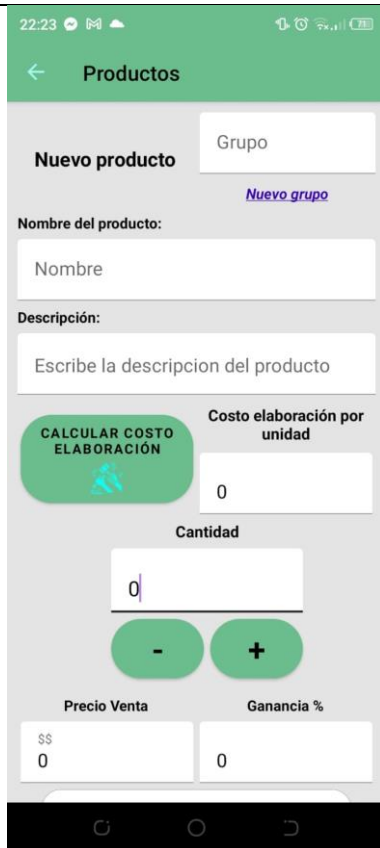 22:23
Productos
Nuevo producto
Grupo
Nuevo grupo
Nombre del producto:
Nombre
Descripción:
Escribe la descripcion del producto
CALCULAR COSTO
ELABORACIÓN
Costo elaboración por
unidad
0
Cantidad
0
-
+
Precio Venta
Ganancia %
$$
0
0